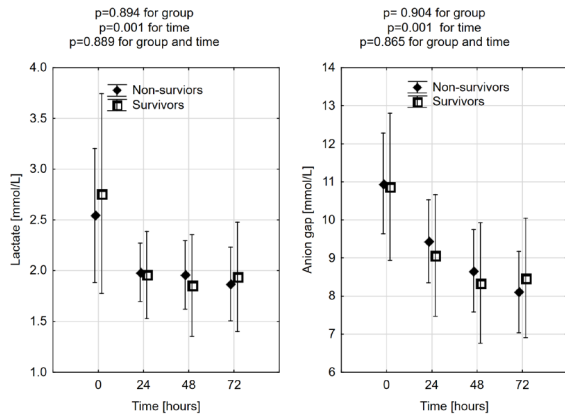 p=0.894 for group
p=0.001 for time
p=0.889 for group and time
4.0
3.5
3.0
2.5
2.0
1.5
1.0
Lactate [mmol/L]
Non-surviors
Survivors
0 24 48 72
Time [hours]
p= 0.904 for group
p=0.001 for time
p=0.865 for group and time
14
13
12
11
10
9
8
7
6
Anion gap [mmol/L]
Non-survivors
Survivors
0 24 48 72
Time [hours]